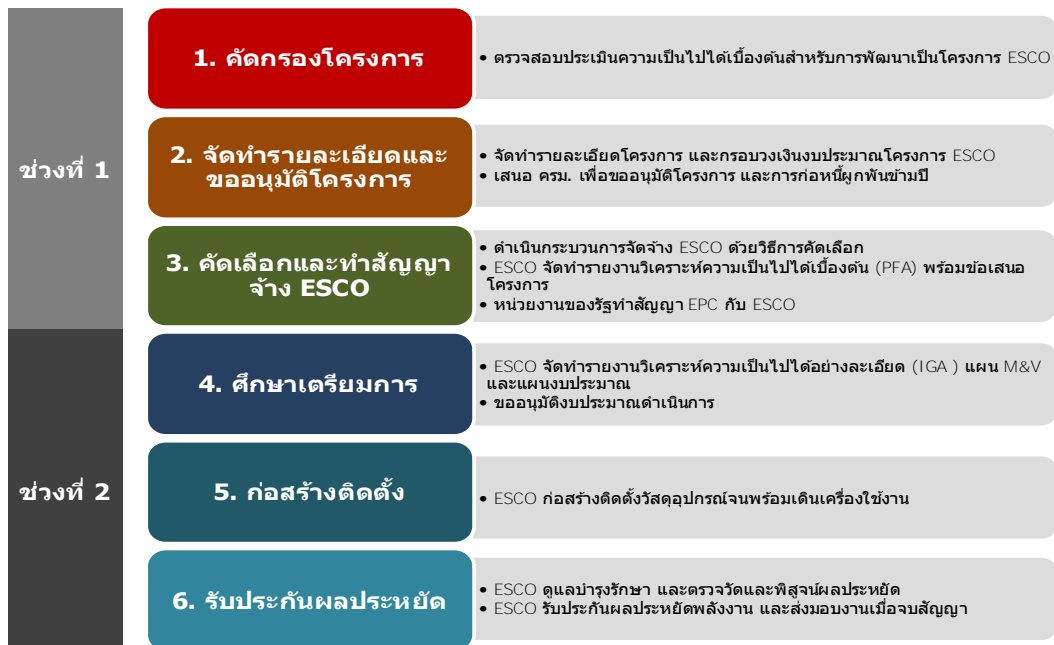 ช่วงที่ 1
1. คัดกรองโครงการ
• ตรวจสอบประเมินความเป็นไปได้เบื้องต้นสำหรับการพัฒนาเป็นโครงการ ESCO
2. จัดทำรายละเอียดและ
ขออนุมัติโครงการ
• จัดทำรายละเอียดโครงการ และกรอบวงเงินงบประมาณโครงการ ESCO
• เสนอ ครม. เพื่อขออนุมัติโครงการ และการก่อหนี้ผูกพันข้ามปี
3. คัดเลือกและทำสัญญา
จ้าง ESCO
• ดำเนินกระบวนการจัดจ้าง ESCO ด้วยวิธีการคัดเลือก
• ESCO จัดทำรายงานวิเคราะห์ความเป็นไปได้เบื้องต้น (PFA) พร้อมข้อเสนอ
โครงการ
• หน่วยงานของรัฐทำสัญญา EPC กับ ESCO
ช่วงที่ 2
4. ศึกษาเตรียมการ
• ESCO จัดทำรายงานวิเคราะห์ความเป็นไปได้อย่างละเอียด (IGA ) แผน M&V
และแผนงบประมาณ
• ขออนุมัติงบประมาณดำเนินการ
5. ก่อสร้างติดตั้ง
• ESCO ก่อสร้างติดตั้งวัสดุอุปกรณ์จนพร้อมเดินเครื่องใช้งาน
6. รับประกันผลประหยัด
• ESCO ดูแลบำรุงรักษา และตรวจวัดและพิสูจน์ผลประหยัด
• ESCO รับประกันผลประหยัดพลังงาน และส่งมอบงานเมื่อจบสัญญา